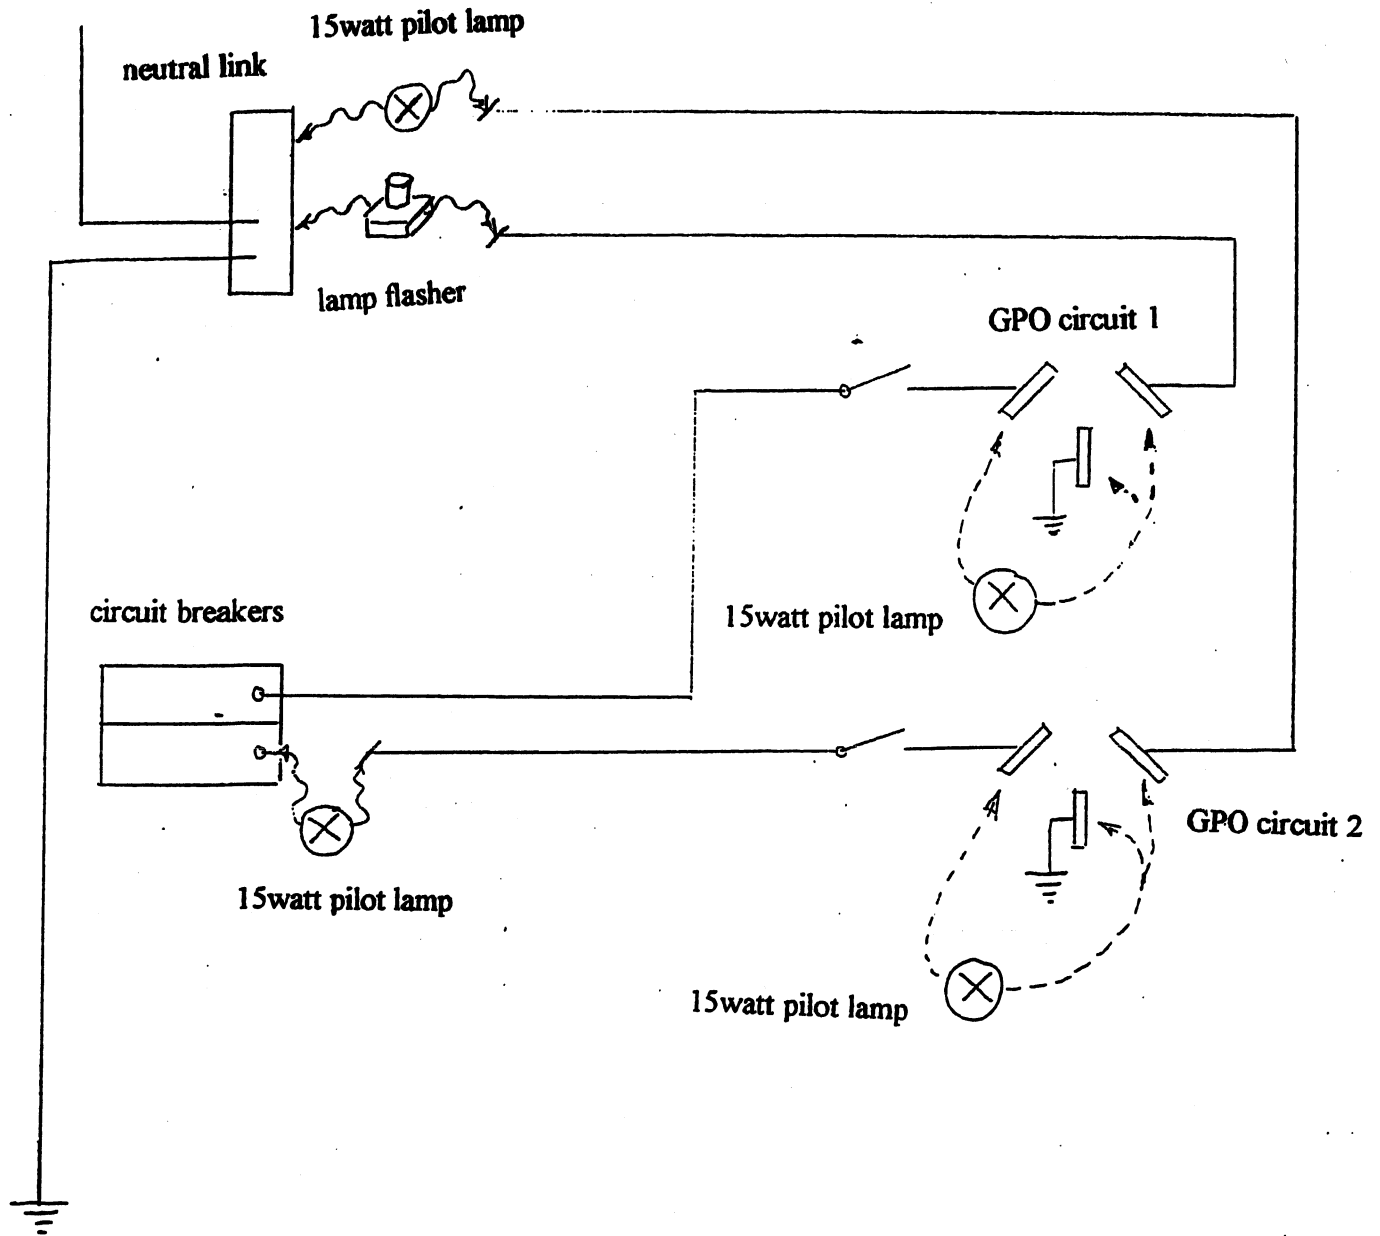 15watt pilot lamp
neutral link
lamp flasher
GPO circuit 1
circuit breakers
15watt pilot lamp
GPO circuit 2
15watt pilot lamp
15watt pilot lamp